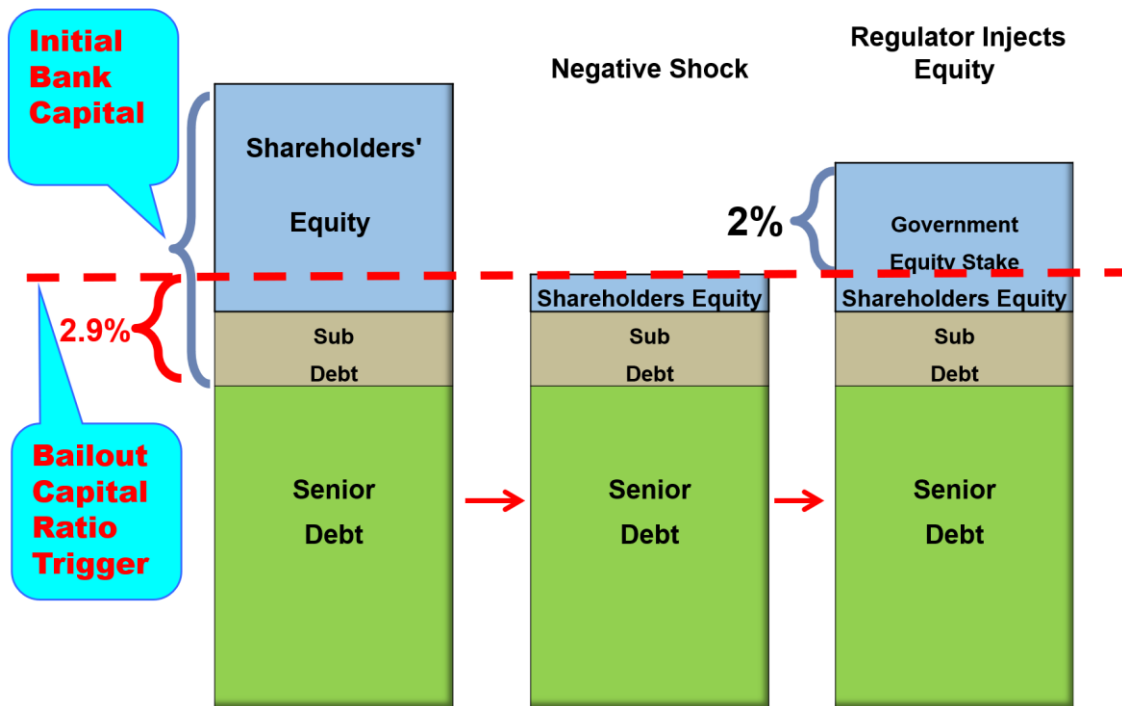 Initial
Bank
Capital
Negative Shock
Regulator Injects
Equity
Shareholders'
Equity
2.9%
Sub
Debt
Senior
Debt
Bailout
Capital
Ratio
Trigger
Shareholders Equity
Sub
Debt
Senior
Debt
2%
Government
Equity Stake
Shareholders Equity
Sub
Debt
Senior
Debt